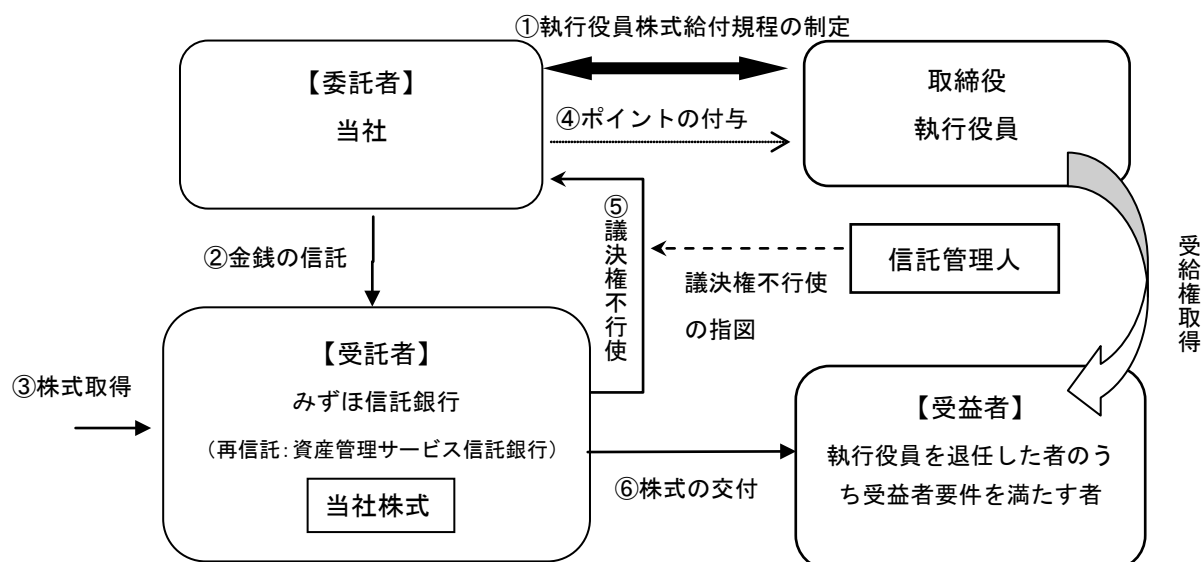 ①執行役員株式給付規程の制定
【委託者】
当社
取締役
執行役員
④ポイントの付与
②金銭の信託
⑤議決権不行使
信託管理人
議決権不行使
の指図
受給権取得
③株式取得
【受託者】
みずほ信託銀行
（再信託：資産管理サービス信託銀行）
当社株式
⑥株式の交付
【受益者】
執行役員を退任した者のう
ち受益者要件を満たす者